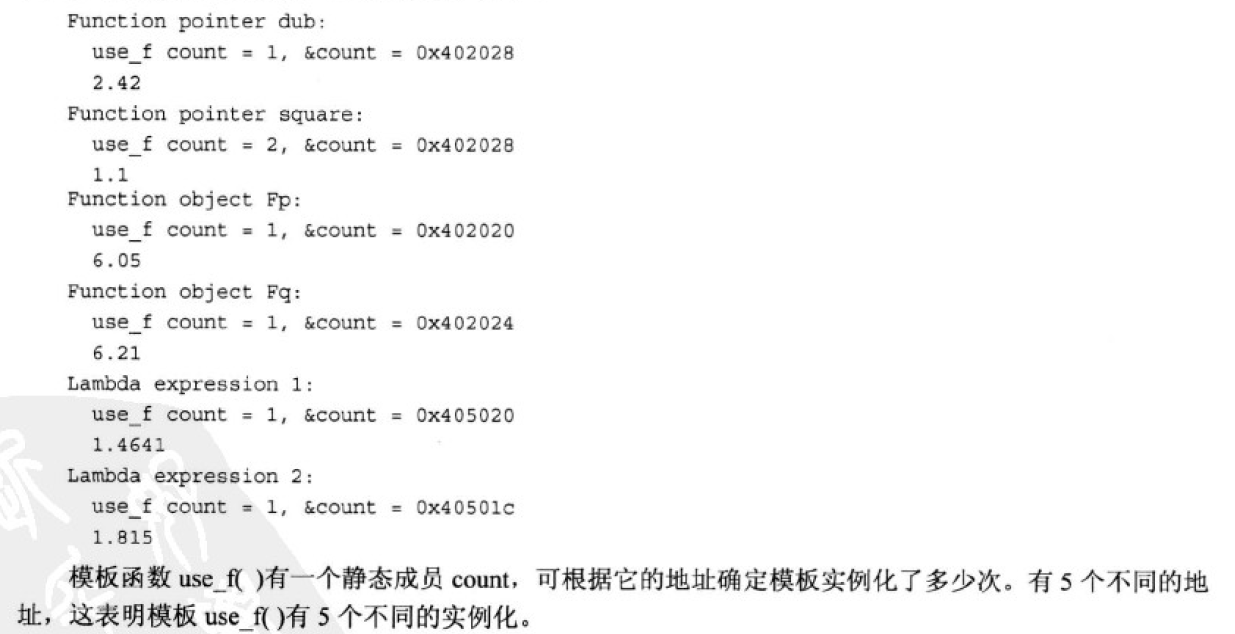 Function pointer dub:
use_f count = 1, &count = 0x402028
2.42
Function pointer square:
use_f count = 2, &count = 0x402028
1.1
Function object Fp:
use_f count = 1, &count = 0x402020
6.05
Function object Fq:
use_f count = 1, &count = 0x402024
6.21
Lambda expression 1:
use_f count = 1, &count = 0x405020
1.4641
Lambda expression 2:
use_f count = 1, &count = 0x40501c
1.815
模板函数 use_f( )有一个静态成员 count，可根据它的地址确定模板实例化了多少次。有 5 个不同的地
址，这表明模板 use_f( )有 5 个不同的实例化。